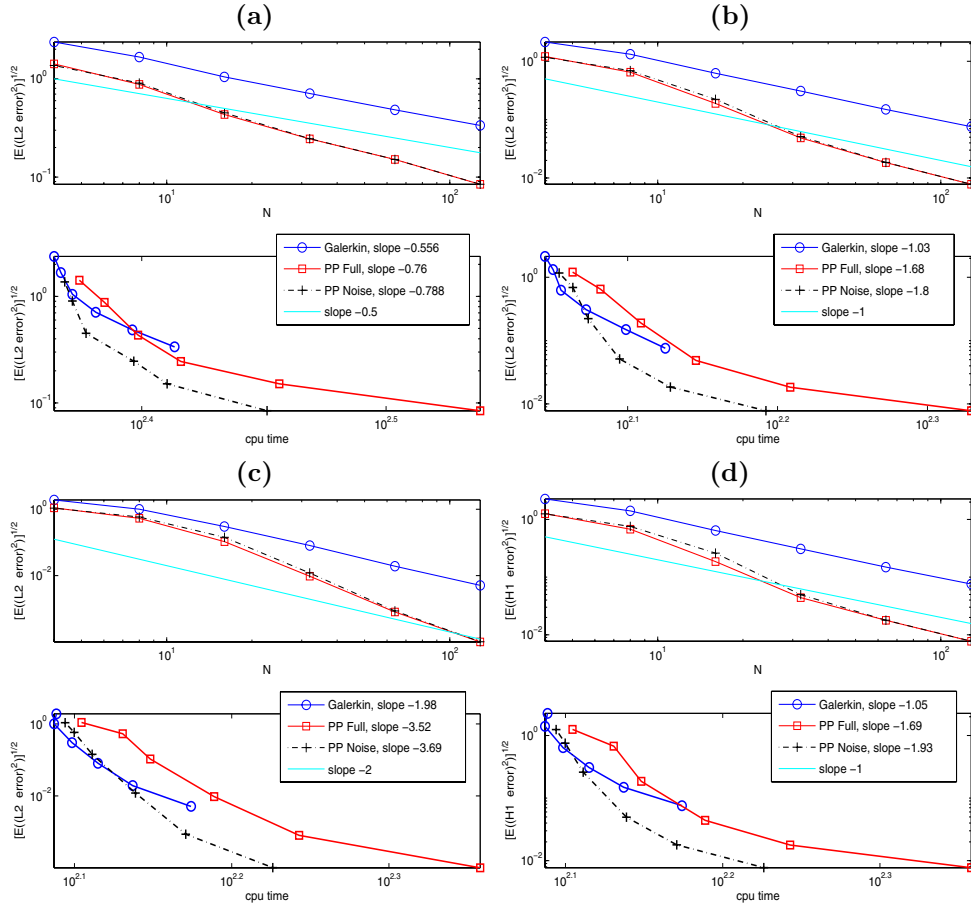 (a)
[E((L2 error)²)]^{1/2}
10^0
10^{-1}
10^1
10^2
N
[E((L2 error)²)]^{1/2}
10^0
10^{-1}
Galerkin, slope −0.556
PP Full, slope −0.76
PP Noise, slope −0.788
slope −0.5
10^{2.4}
10^{2.5}
cpu time
(b)
[E((L2 error)²)]^{1/2}
10^0
10^{-2}
10^1
10^2
N
[E((L2 error)²)]^{1/2}
10^0
10^{-2}
Galerkin, slope −1.03
PP Full, slope −1.68
PP Noise, slope −1.8
slope −1
10^{2.1}
10^{2.2}
10^{2.3}
cpu time
(c)
[E((L2 error)²)]^{1/2}
10^0
10^{-2}
10^1
10^2
N
[E((L2 error)²)]^{1/2}
10^0
10^{-2}
Galerkin, slope −1.98
PP Full, slope −3.52
PP Noise, slope −3.69
slope −2
10^{2.1}
10^{2.2}
10^{2.3}
cpu time
(d)
[E((H1 error)²)]^{1/2}
10^0
10^{-2}
10^1
10^2
N
[E((H1 error)²)]^{1/2}
10^0
10^{-2}
Galerkin, slope −1.05
PP Full, slope −1.69
PP Noise, slope −1.93
slope −1
10^{2.1}
10^{2.2}
10^{2.3}
cpu time